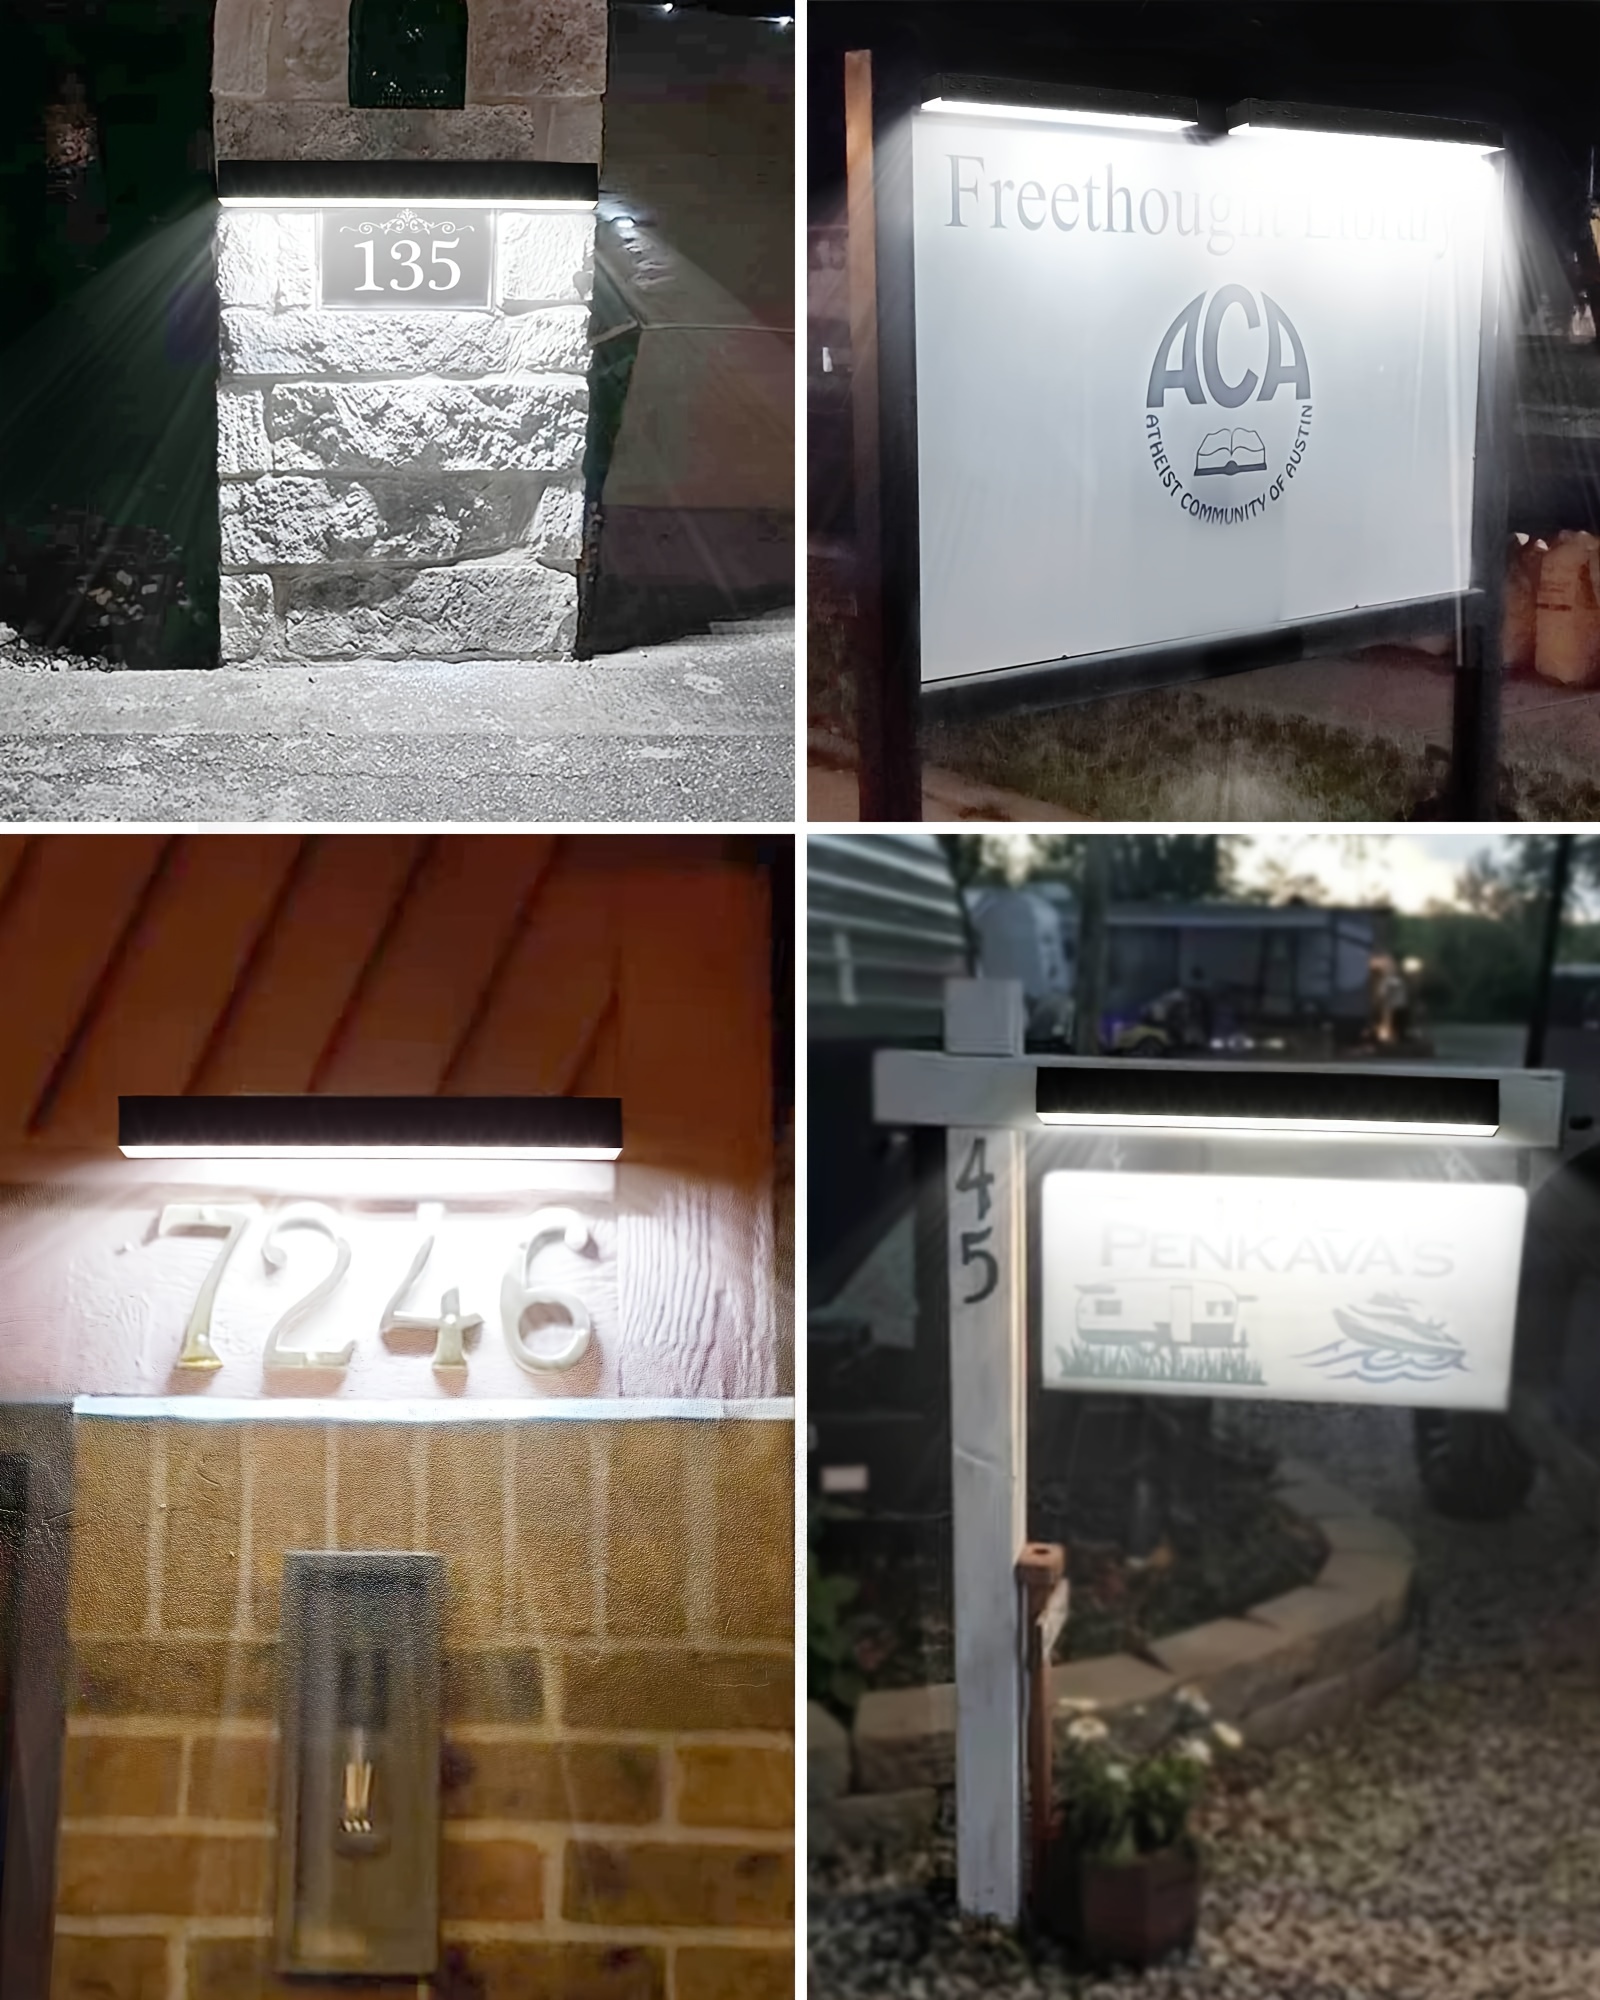 135
Freethought Library
ACA
ATHEIST COMMUNITY OF AUSTIN
7246
45
PENKAVA'S